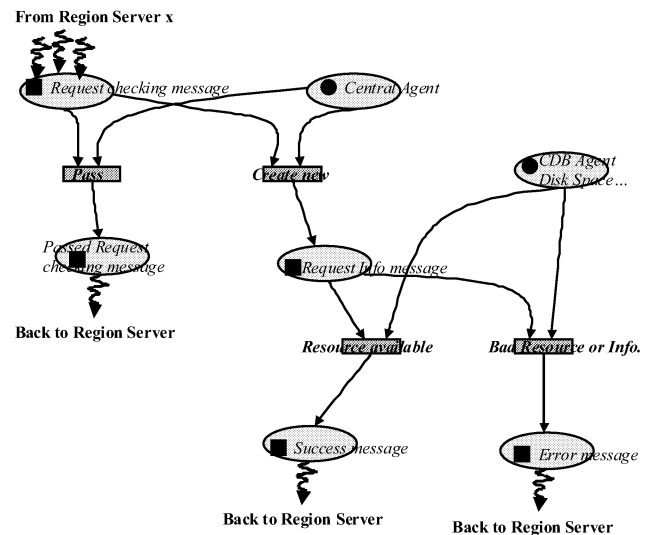 From Region Server x
Request checking message
Central Agent
Pass
Create new
CDB Agent
Disk Space...
Passed Request
checking message
Request Info message
Back to Region Server
Resource available
Bad Resource or Info.
Success message
Error message
Back to Region Server
Back to Region Server